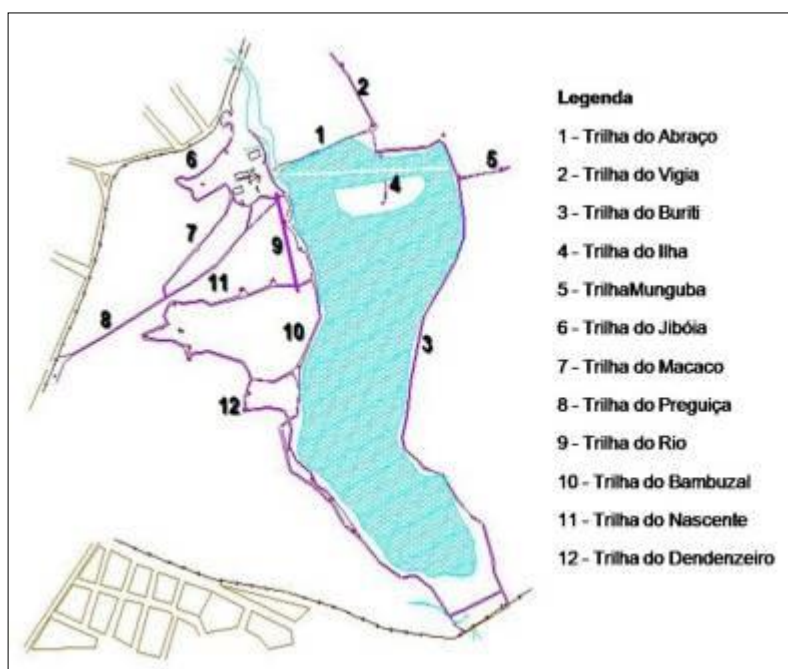 2
1
6
5
4
7
9
11
8
10
3
12
Legenda
1 - Trilha do Abraço
2 - Trilha do Vigia
3 - Trilha do Buriti
4 - Trilha do Ilha
5 - TrilhaMunguba
6 - Trilha do Jibóia
7 - Trilha do Macaco
8 - Trilha do Preguiça
9 - Trilha do Rio
10 - Trilha do Bambuzal
11 - Trilha do Nascente
12 - Trilha do Dendenzeiro